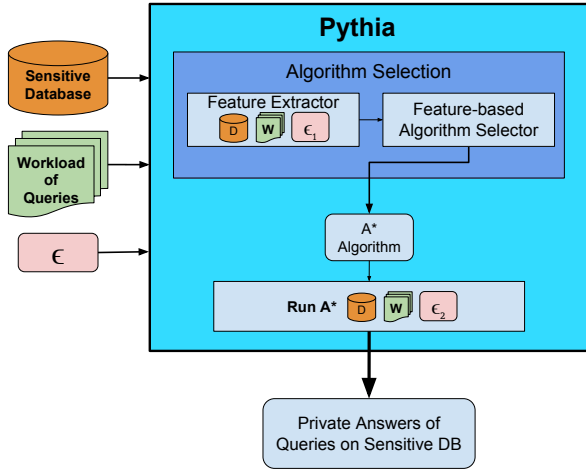 Pythia
Algorithm Selection
Sensitive
Database
Feature Extractor
D
W
ϵ1
Feature-based
Algorithm Selector
Workload
of
Queries
A*
Algorithm
ϵ
Run A*
D
W
ϵ2
Private Answers of
Queries on Sensitive DB